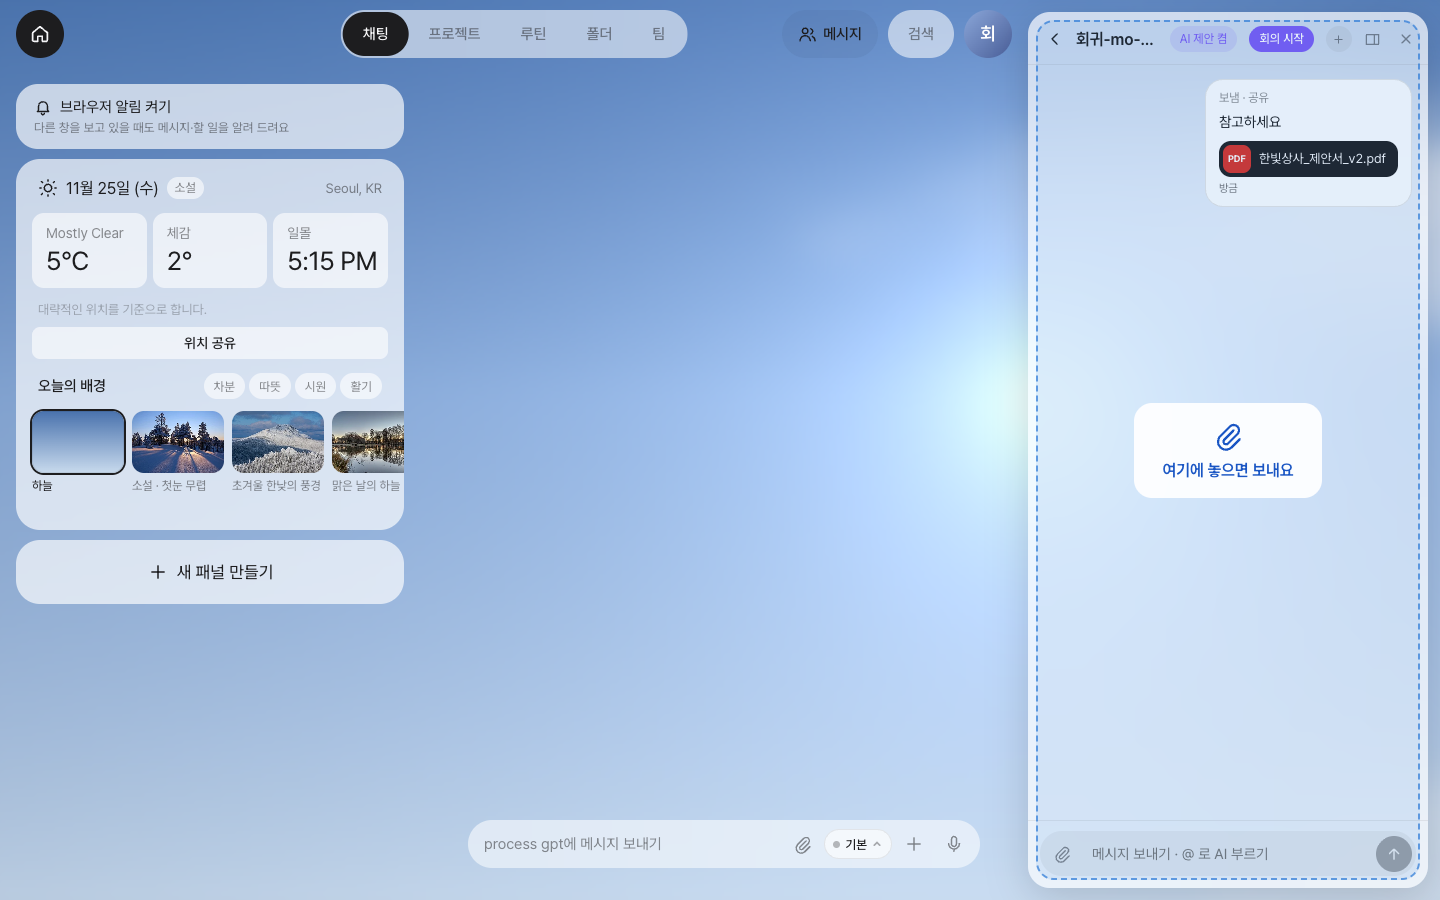 채팅
프로젝트
루틴
폴더
팀
메시지
검색
회
브라우저 알림 켜기
다른 창을 보고 있을 때도 메시지·할 일을 알려 드려요
11월 25일 (수)
소설
Seoul, KR
Mostly Clear
5°C
체감
2°
일몰
5:15 PM
대략적인 위치를 기준으로 합니다.
위치 공유
오늘의 배경
차분
따뜻
시원
활기
하늘
소설 · 첫눈 무렵
초겨울 한낮의 풍경
맑은 날의 하늘
새 패널 만들기
process gpt에 메시지 보내기
기본
회귀-mo-...
AI 제안 켬
회의 시작
보냄 · 공유
참고하세요
PDF
한빛상사_제안서_v2.pdf
방금
여기에 놓으면 보내요
메시지 보내기 · @ 로 AI 부르기